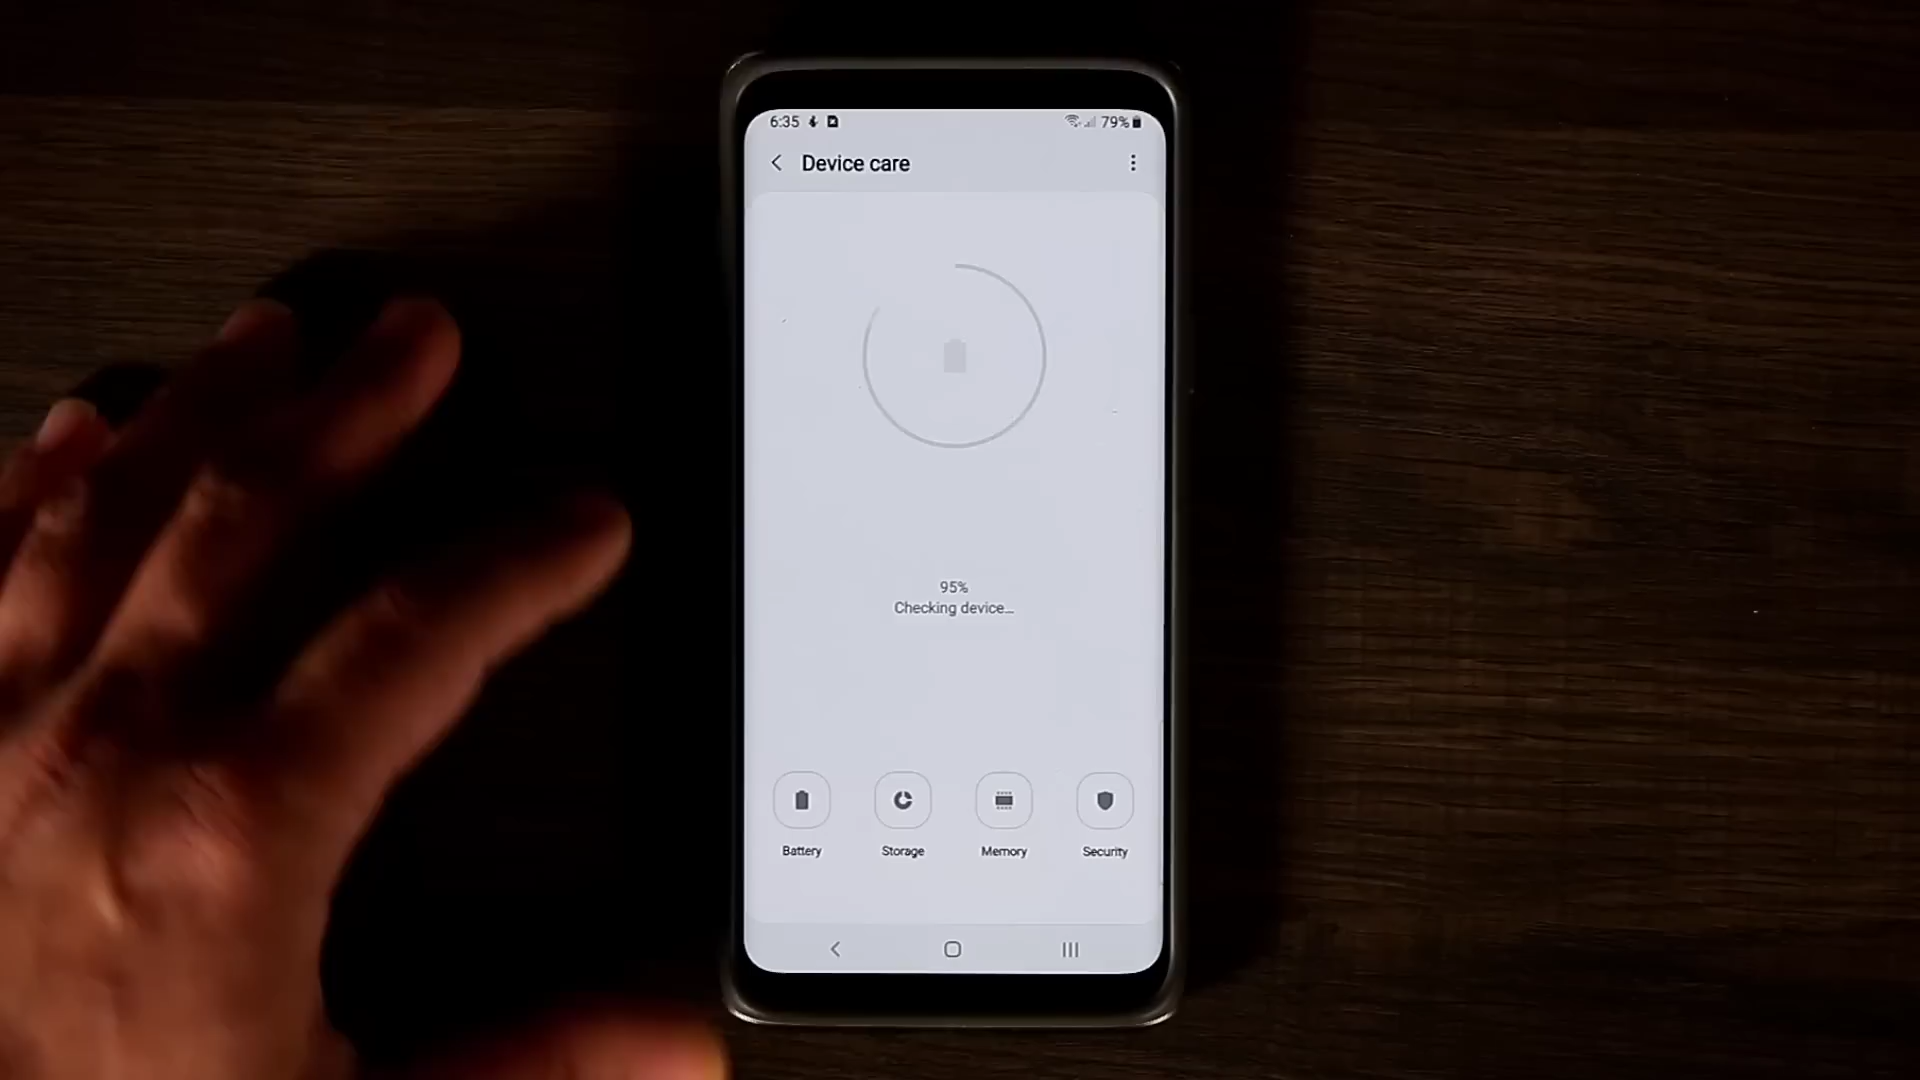 6:35 79%
Device care
95%
Checking device...
Battery Storage Memory Security